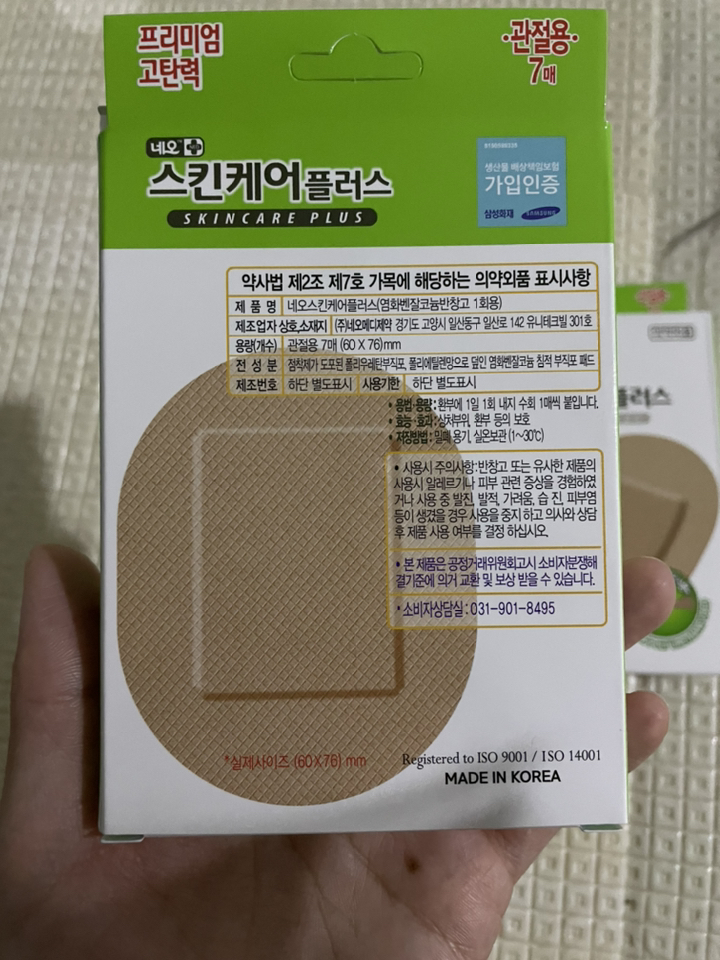 프리미엄
고탄력
·관절용·
7매
네오
스킨케어플러스
SKINCARE PLUS
생산물 배상책임보험
가입인증
삼성화재 SAMSUNG
약사법 제2조 제7호 가목에 해당하는 의약외품 표시사항
제 품 명 네오스킨케어플러스(염화벤잘코늄반창고 1회용)
제조업자 상호,소재지 (주)네오메디제약 경기도 고양시 일산동구 일산로 142 유니테크빌 301호
용량(개수) 관절용 7매 (60 X 76)mm
전 성 분 점착제가 도포된 폴리우레탄부직포, 폴리에틸렌망으로 덮인 염화벤잘코늄 침적 부직포 패드
제조번호 하단 별도표시 사용기한 하단 별도표시
• 용법·용량: 환부에 1일 1회 내지 수회 1매씩 붙입니다.
• 효능·효과: 상처부위, 환부 등의 보호
• 저장방법: 밀폐 용기, 실온보관 (1~30℃)
• 사용시 주의사항:반창고 또는 유사한 제품의
사용시 알레르기나 피부 관련 증상을 경험하였
거나 사용 중 발진, 발적, 가려움, 습 진, 피부염
등이 생겼을 경우 사용을 중지 하고 의사와 상담
후 제품 사용 여부를 결정 하십시오.
• 본 제품은 공정거래위원회고시 소비자분쟁해
결기준에 의거 교환 및 보상 받을 수 있습니다.
• 소비자상담실:031-901-8495
*실제사이즈 (60X76) mm
Registered to ISO 9001 / ISO 14001
MADE IN KOREA
플러스